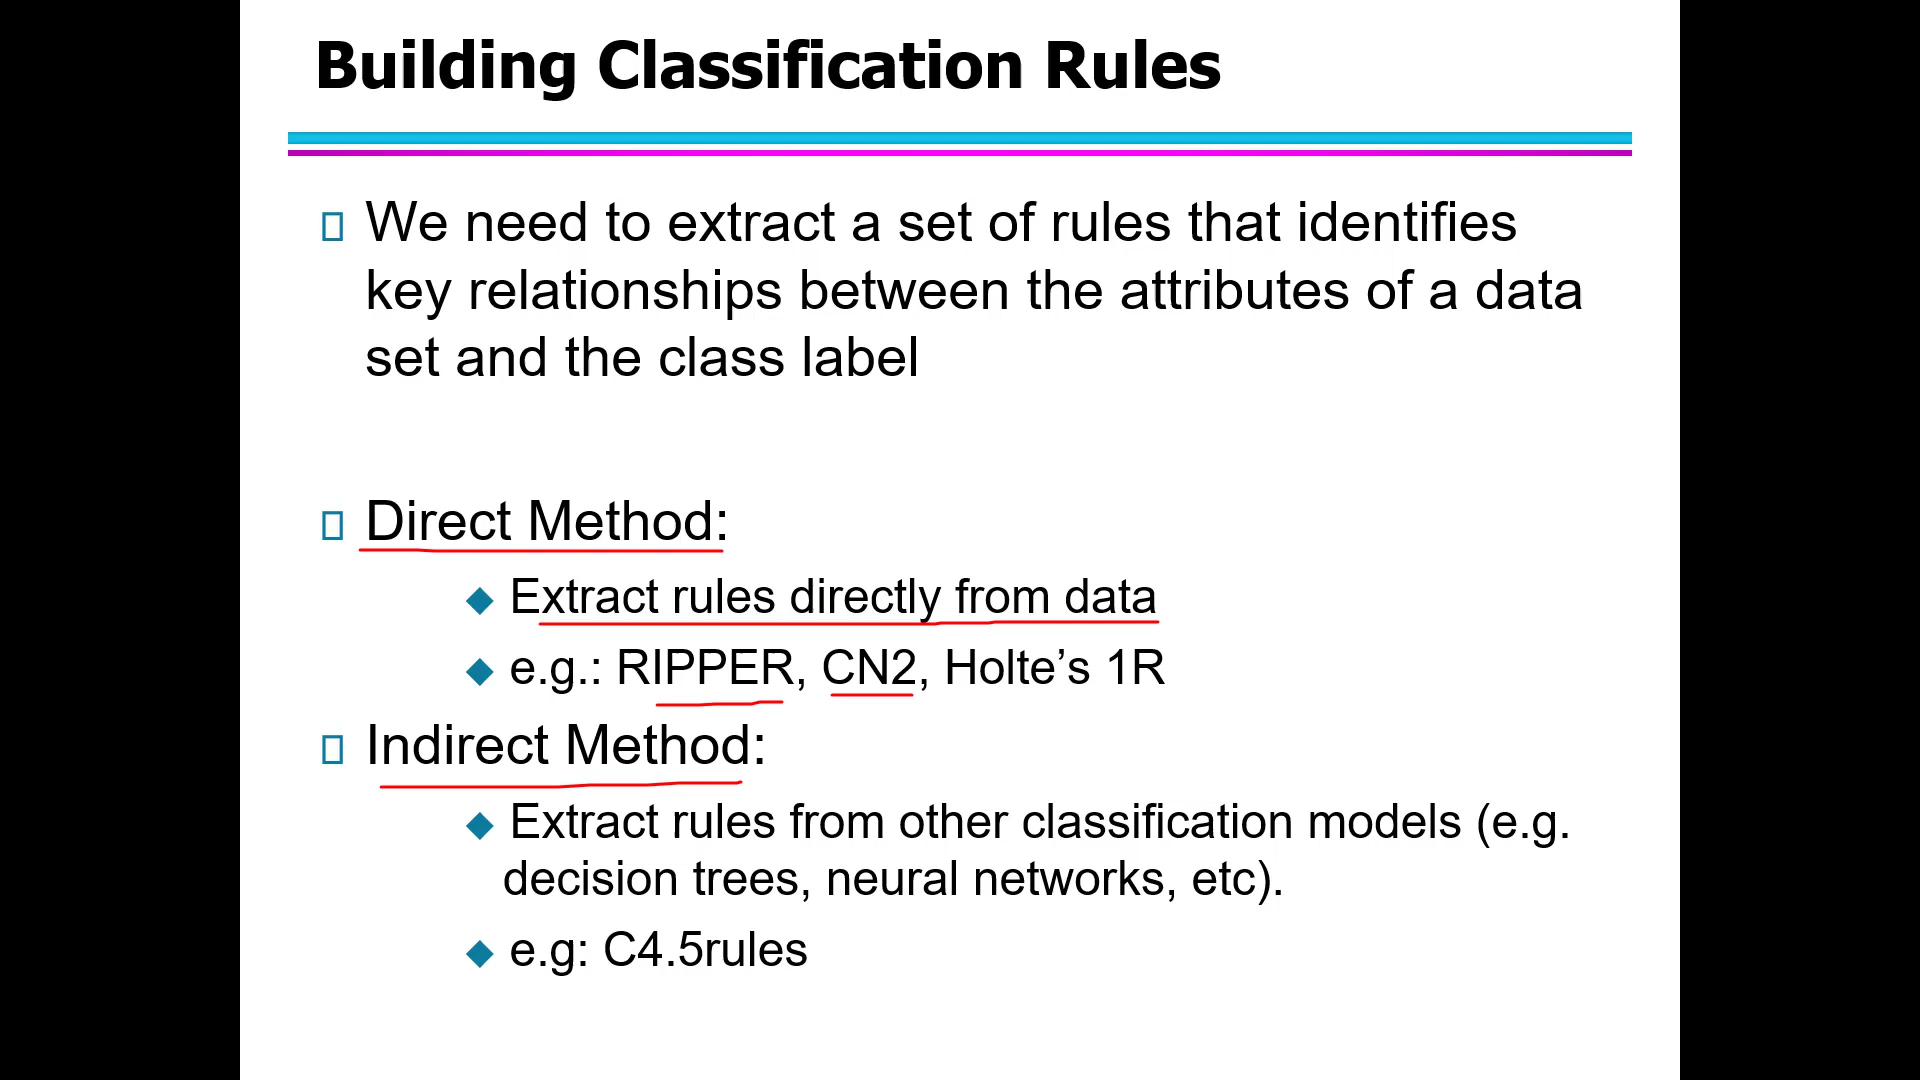 Building Classification Rules
We need to extract a set of rules that identifies
key relationships between the attributes of a data
set and the class label
Direct Method:
Extract rules directly from data
e.g.: RIPPER, CN2, Holte’s 1R
Indirect Method:
Extract rules from other classification models (e.g.
decision trees, neural networks, etc).
e.g: C4.5rules